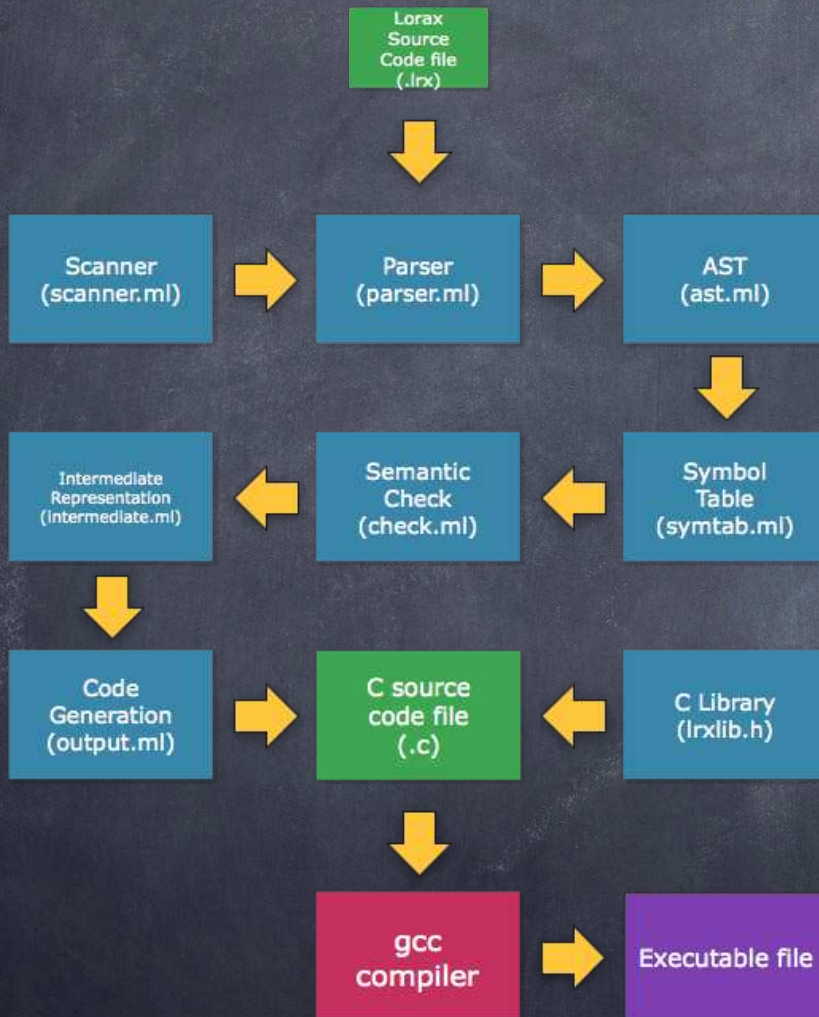 Lorax
Source
Code file
(.lrx)
Scanner
(scanner.ml)
Parser
(parser.ml)
AST
(ast.ml)
Intermediate
Representation
(intermediate.ml)
Semantic
Check
(check.ml)
Symbol
Table
(symtab.ml)
Code
Generation
(output.ml)
C source
code file
(.c)
C Library
(lrxlib.h)
gcc
compiler
Executable file